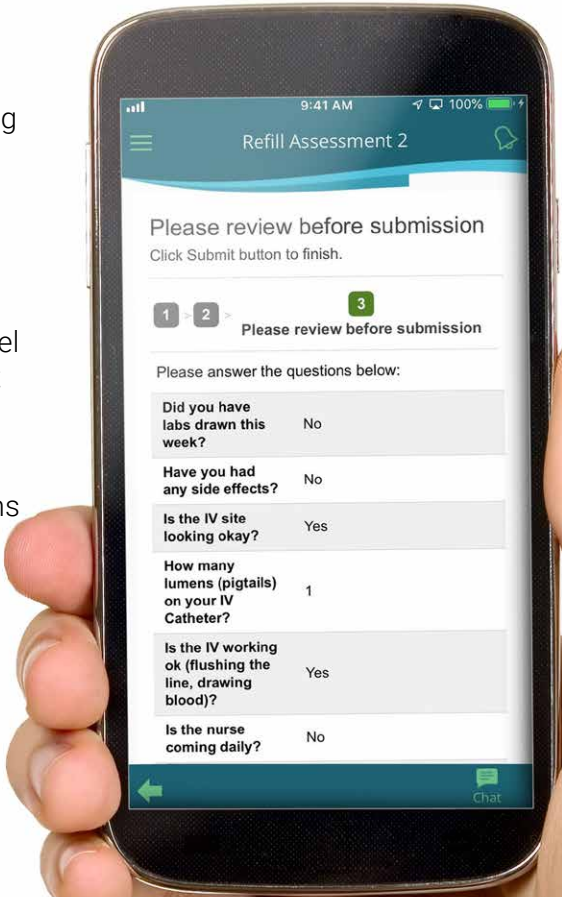 g
el
ns
9:41 AM
100%
Refill Assessment 2
Please review before submission
Click Submit button to finish.
1 > 2 > 3
Please review before submission
Please answer the questions below:
Did you have
labs drawn this
week?
No
Have you had
any side effects?
No
Is the IV site
looking okay?
Yes
How many
lumens (pigtails)
on your IV
Catheter?
1
Is the IV working
ok (flushing the
line, drawing
blood)?
Yes
Is the nurse
coming daily?
No
Chat